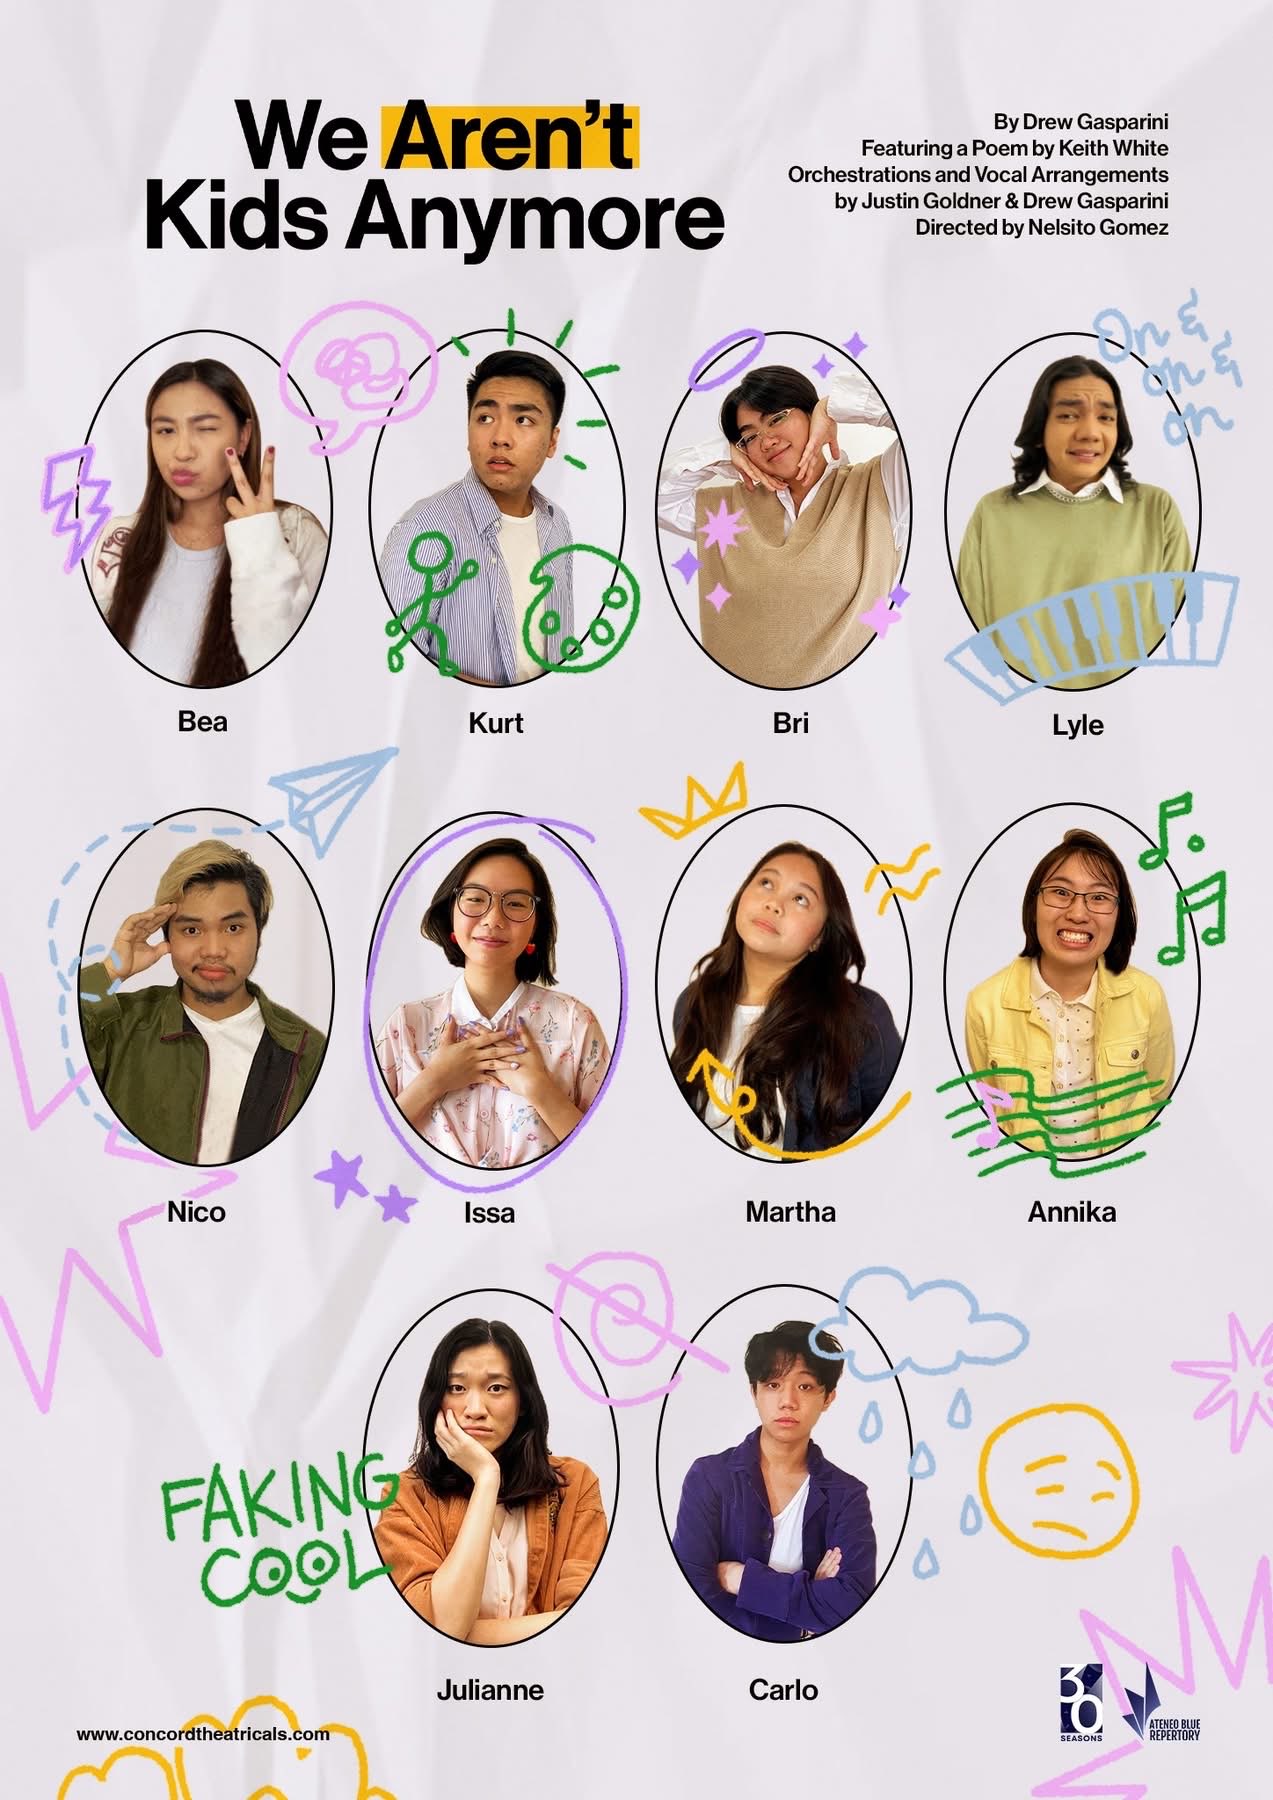 We Aren't
Kids Anymore
By Drew Gasparini
Featuring a Poem by Keith White
Orchestrations and Vocal Arrangements
by Justin Goldner & Drew Gasparini
Directed by Nelsito Gomez
On &
on &
on
Bea
Kurt
Bri
Lyle
Nico
Issa
Martha
Annika
FAKING
COOL
Julianne
Carlo
www.concordtheatricals.com
30
SEASONS
ATENEO BLUE
REPERTORY